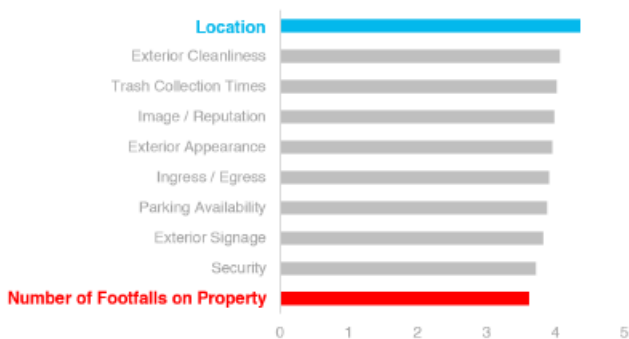 Location
Exterior Cleanliness
Trash Collection Times
Image / Reputation
Exterior Appearance
Ingress / Egress
Parking Availability
Exterior Signage
Security
Number of Footfalls on Property
0 1 2 3 4 5